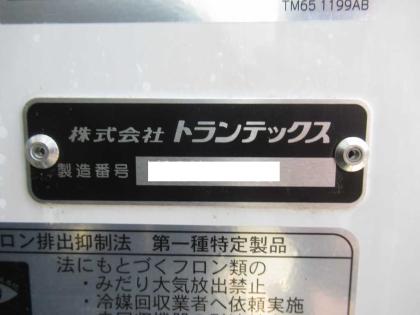 TM65 1199AB
株式会社 トランテックス
製造番号
ロン排出抑制法 第一種特定製品
法にもとづくフロン類の
・みだり大気放出禁止
・冷媒回収業者へ依頼実施